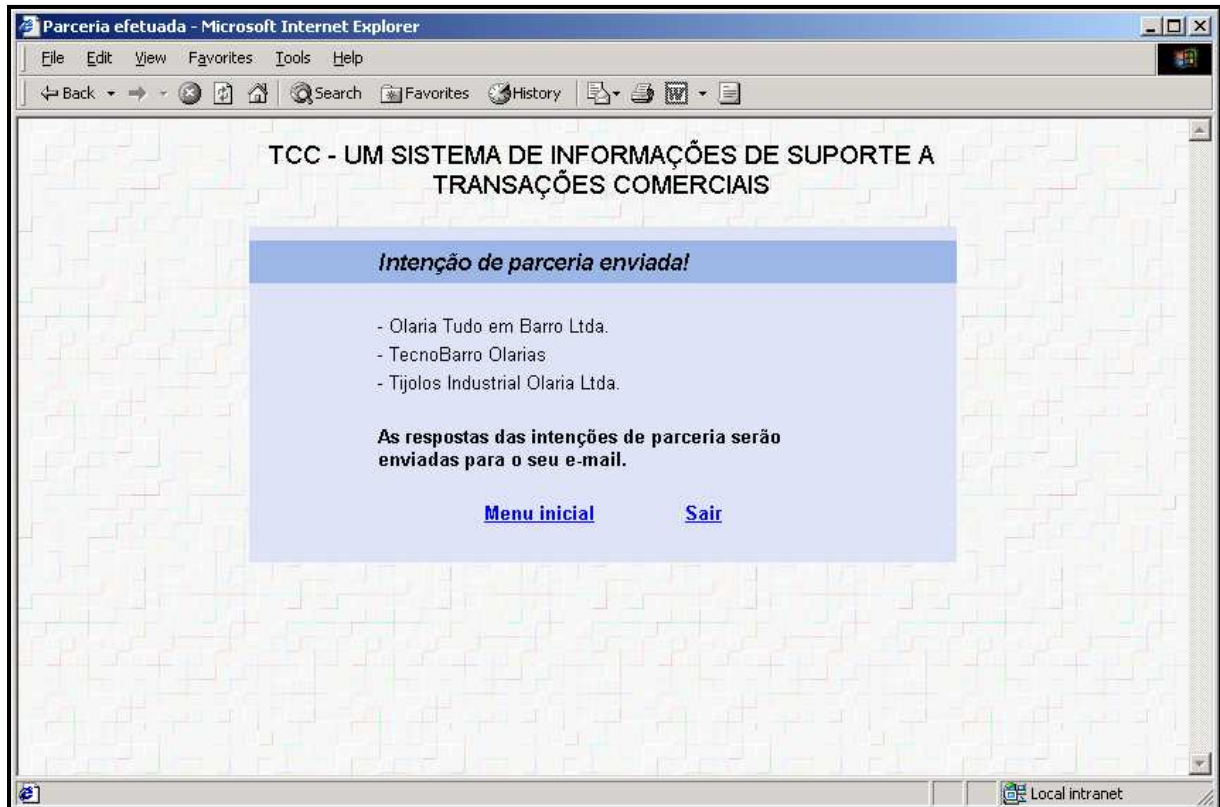 Parceria efetuada - Microsoft Internet Explorer
File Edit View Favorites Tools Help
Back Search Favorites History
TCC - UM SISTEMA DE INFORMAÇÕES DE SUPORTE A
TRANSAÇÕES COMERCIAIS
Intenção de parceria enviada!
- Olaria Tudo em Barro Ltda.
- TecnoBarro Olarias
- Tijolos Industrial Olaria Ltda.
As respostas das intenções de parceria serão
enviadas para o seu e-mail.
Menu inicial Sair
Local intranet